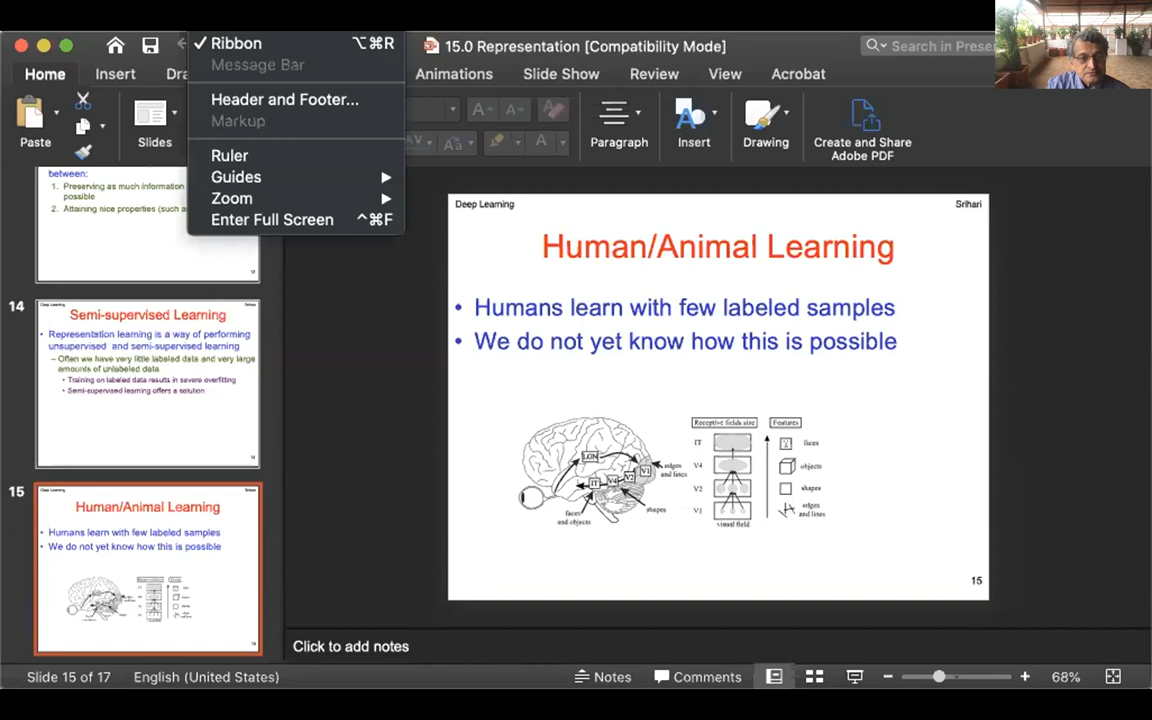 Ribbon ⌥⌘R
Message Bar
Header and Footer...
Markup
Ruler
Guides
Zoom
Enter Full Screen ^⌘F
15.0 Representation [Compatibility Mode]
Search in Prese
Home Insert Dra Animations Slide Show Review View Acrobat
Paste Slides Paragraph Insert Drawing Create and Share
Adobe PDF
between:
1. Preserving as much information
possible
2. Attaining nice properties (such a
14
Semi-supervised Learning
• Representation learning is a way of performing
unsupervised and semi-supervised learning
– Often we have very little labeled data and very large
amounts of unlabeled data
• Training on labeled data results in severe overfitting
• Semi-supervised learning offers a solution
15
Human/Animal Learning
• Humans learn with few labeled samples
• We do not yet know how this is possible
Deep Learning Srihari
Human/Animal Learning
• Humans learn with few labeled samples
• We do not yet know how this is possible
LGN
V1
V2
V4
IT
edges
and lines
shapes
faces
and objects
Receptive fields size Features
IT faces
V4 objects
V2 shapes
V1 edges
and lines
visual field
15
Click to add notes
Slide 15 of 17 English (United States) Notes Comments 68%